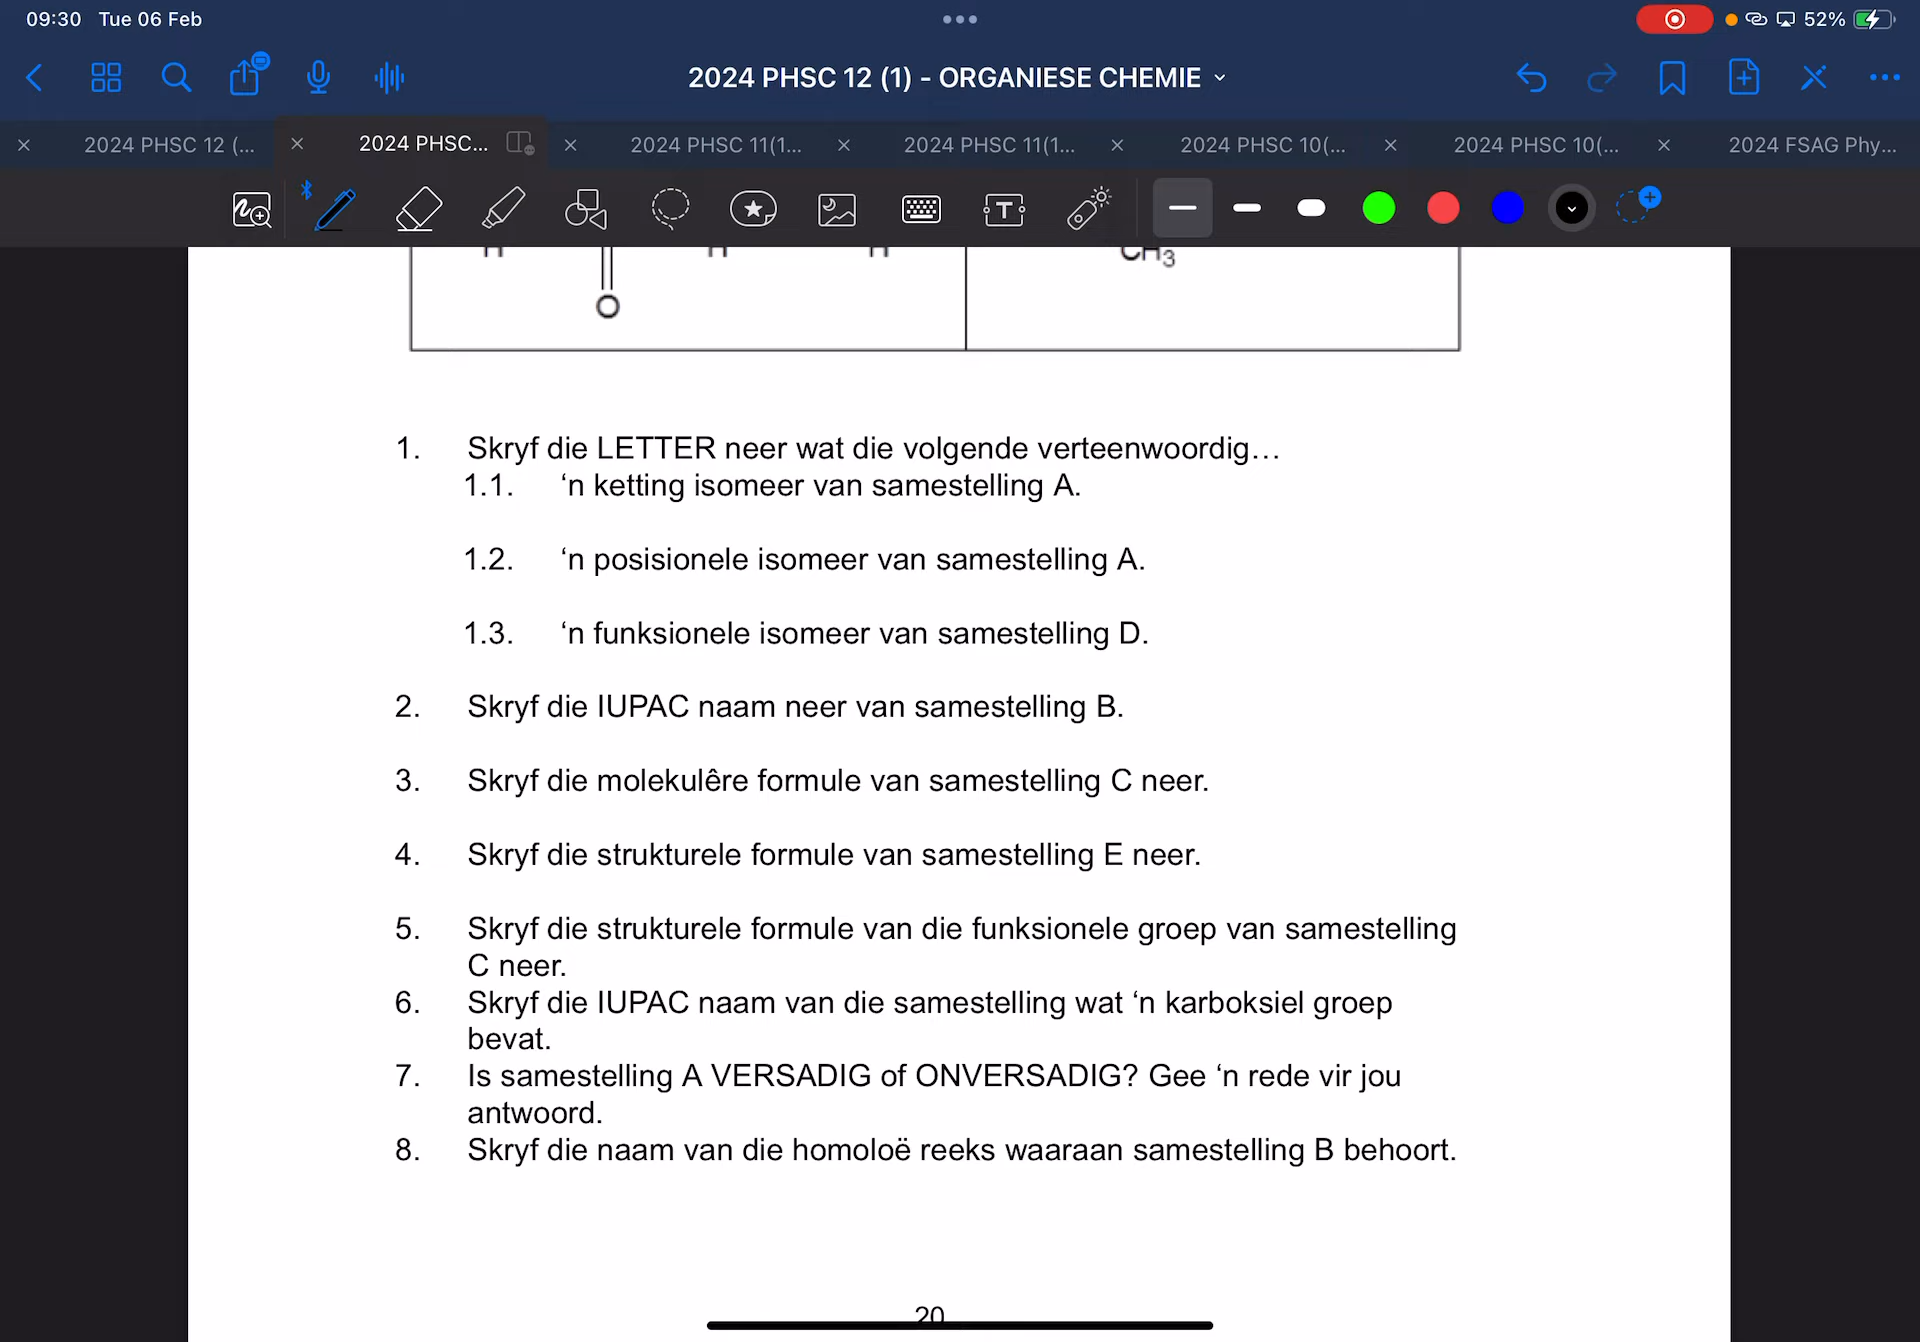 09:30 Tue 06 Feb
52%
2024 PHSC 12 (1) - ORGANIESE CHEMIE
2024 PHSC 12 (...
2024 PHSC...
2024 PHSC 11(1...
2024 PHSC 11(1...
2024 PHSC 10(...
2024 PHSC 10(...
2024 FSAG Phy...
T
H H H CH3
O
1. Skryf die LETTER neer wat die volgende verteenwoordig...
1.1. ‘n ketting isomeer van samestelling A.
1.2. ‘n posisionele isomeer van samestelling A.
1.3. ‘n funksionele isomeer van samestelling D.
2. Skryf die IUPAC naam neer van samestelling B.
3. Skryf die molekulêre formule van samestelling C neer.
4. Skryf die strukturele formule van samestelling E neer.
5. Skryf die strukturele formule van die funksionele groep van samestelling
C neer.
6. Skryf die IUPAC naam van die samestelling wat ‘n karboksiel groep
bevat.
7. Is samestelling A VERSADIG of ONVERSADIG? Gee ‘n rede vir jou
antwoord.
8. Skryf die naam van die homoloë reeks waaraan samestelling B behoort.
20